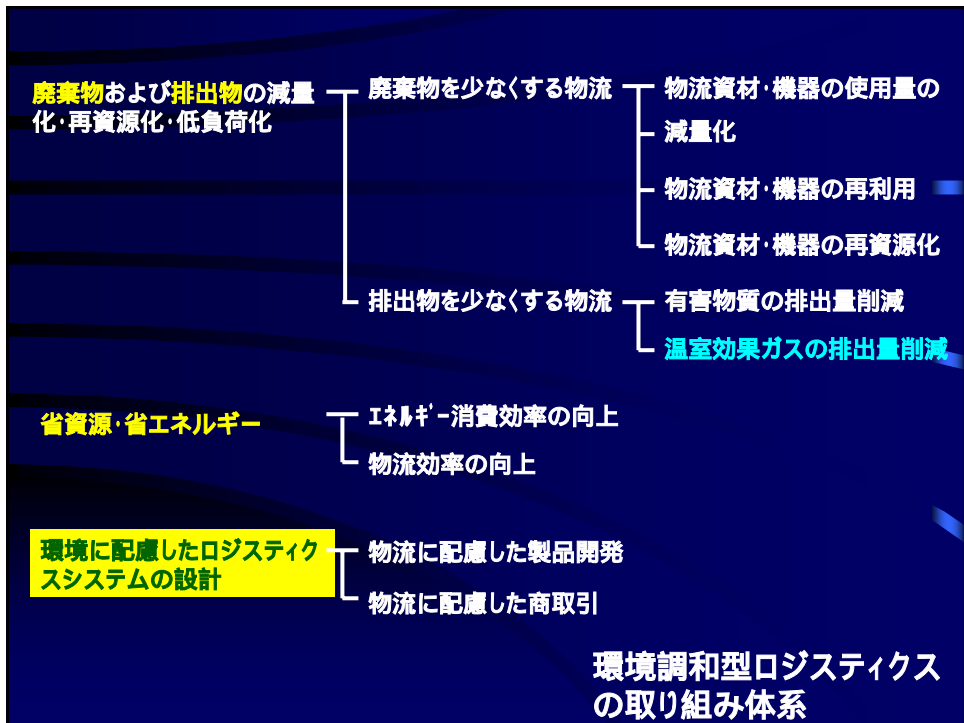 廃棄物および排出物の減量
化・再資源化・低負荷化
廃棄物を少なくする物流
物流資材・機器の使用量の
減量化
物流資材・機器の再利用
物流資材・機器の再資源化
排出物を少なくする物流
有害物質の排出量削減
温室効果ガスの排出量削減
省資源・省エネルギー
ｴﾈﾙｷﾞｰ消費効率の向上
物流効率の向上
環境に配慮したロジスティク
スシステムの設計
物流に配慮した製品開発
物流に配慮した商取引
環境調和型ロジスティクス
の取り組み体系